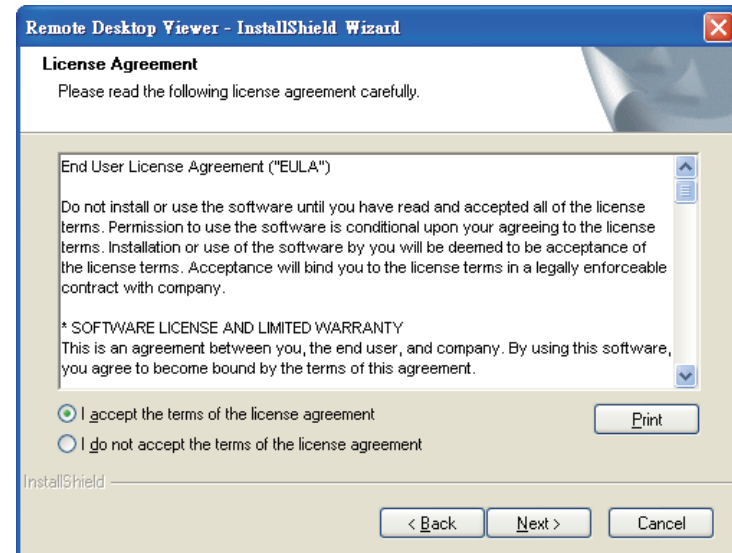 Remote Desktop Viewer - InstallShield Wizard
License Agreement
Please read the following license agreement carefully.
End User License Agreement ("EULA")
Do not install or use the software until you have read and accepted all of the license
terms. Permission to use the software is conditional upon your agreeing to the license
terms. Installation or use of the software by you will be deemed to be acceptance of
the license terms. Acceptance will bind you to the license terms in a legally enforceable
contract with company.
* SOFTWARE LICENSE AND LIMITED WARRANTY
This is an agreement between you, the end user, and company. By using this software,
you agree to become bound by the terms of this agreement.
I accept the terms of the license agreement
Print
I do not accept the terms of the license agreement
InstallShield
< Back
Next >
Cancel